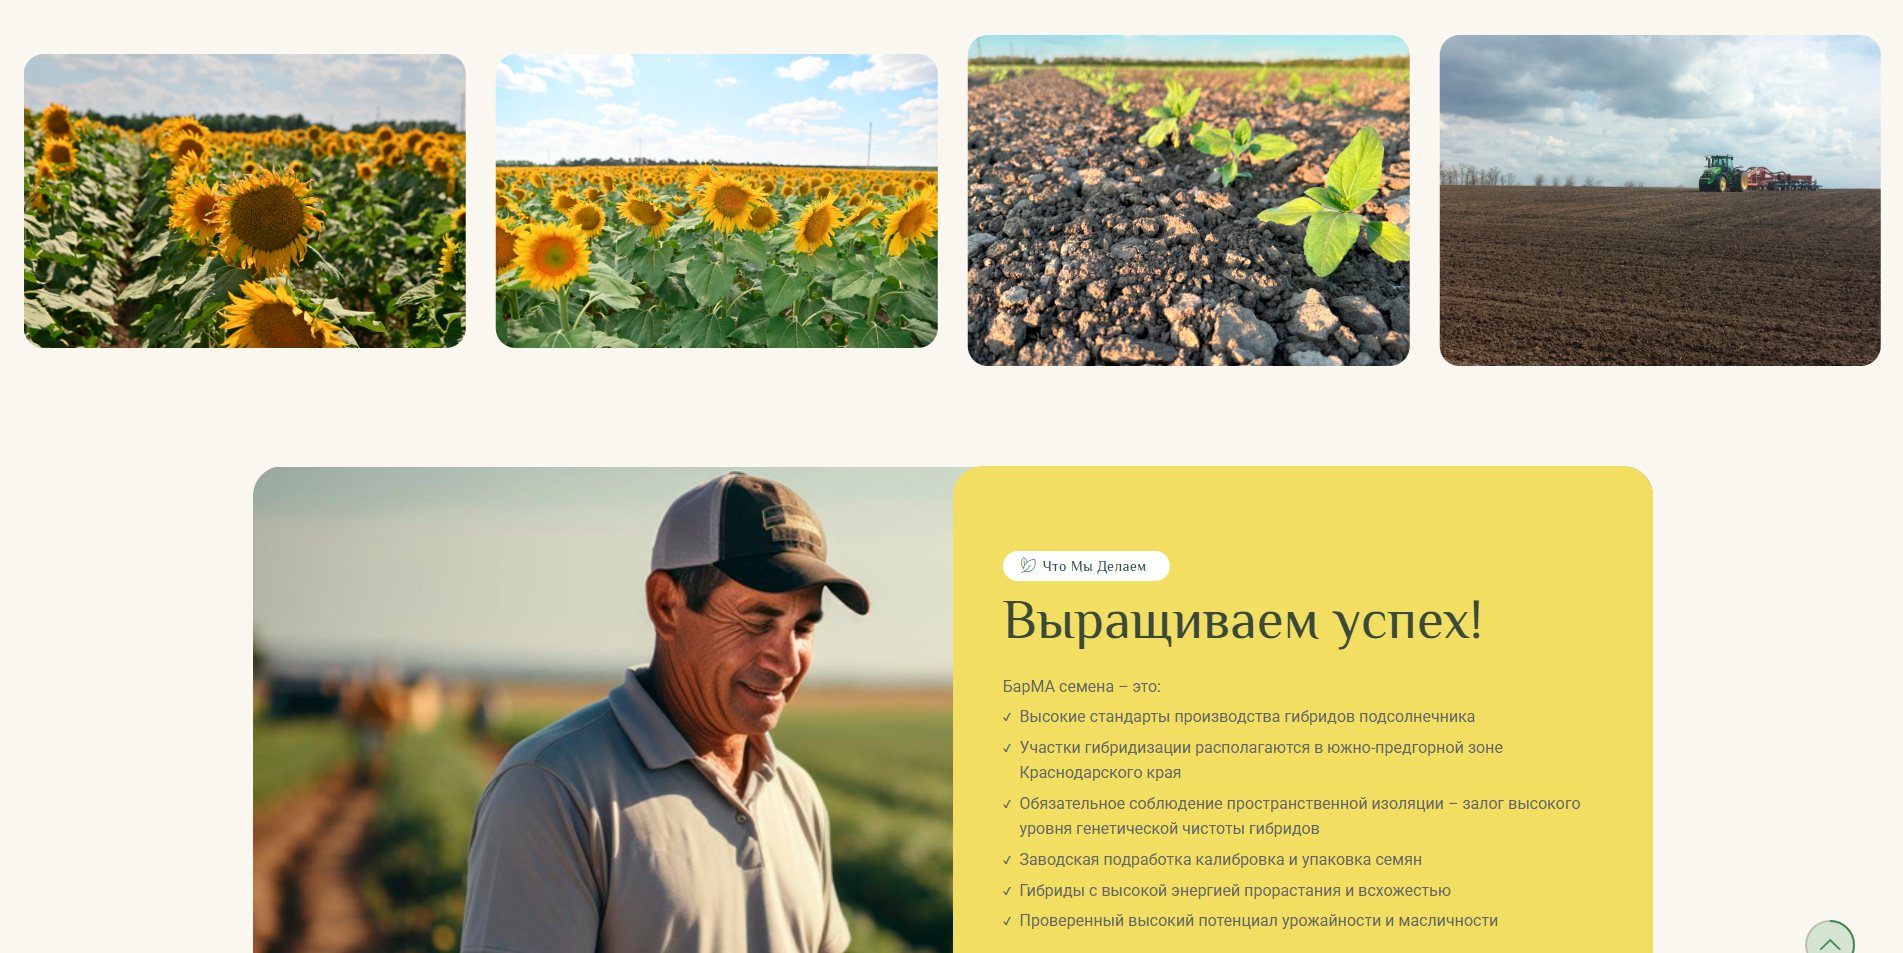 Что Мы Делаем
Выращиваем успех!
БарМА семена – это:
✓ Высокие стандарты производства гибридов подсолнечника
✓ Участки гибридизации располагаются в южно-предгорной зоне
Краснодарского края
✓ Обязательное соблюдение пространственной изоляции – залог высокого
уровня генетической чистоты гибридов
✓ Заводская подработка калибровка и упаковка семян
✓ Гибриды с высокой энергией прорастания и всхожестью
✓ Проверенный высокий потенциал урожайности и масличности